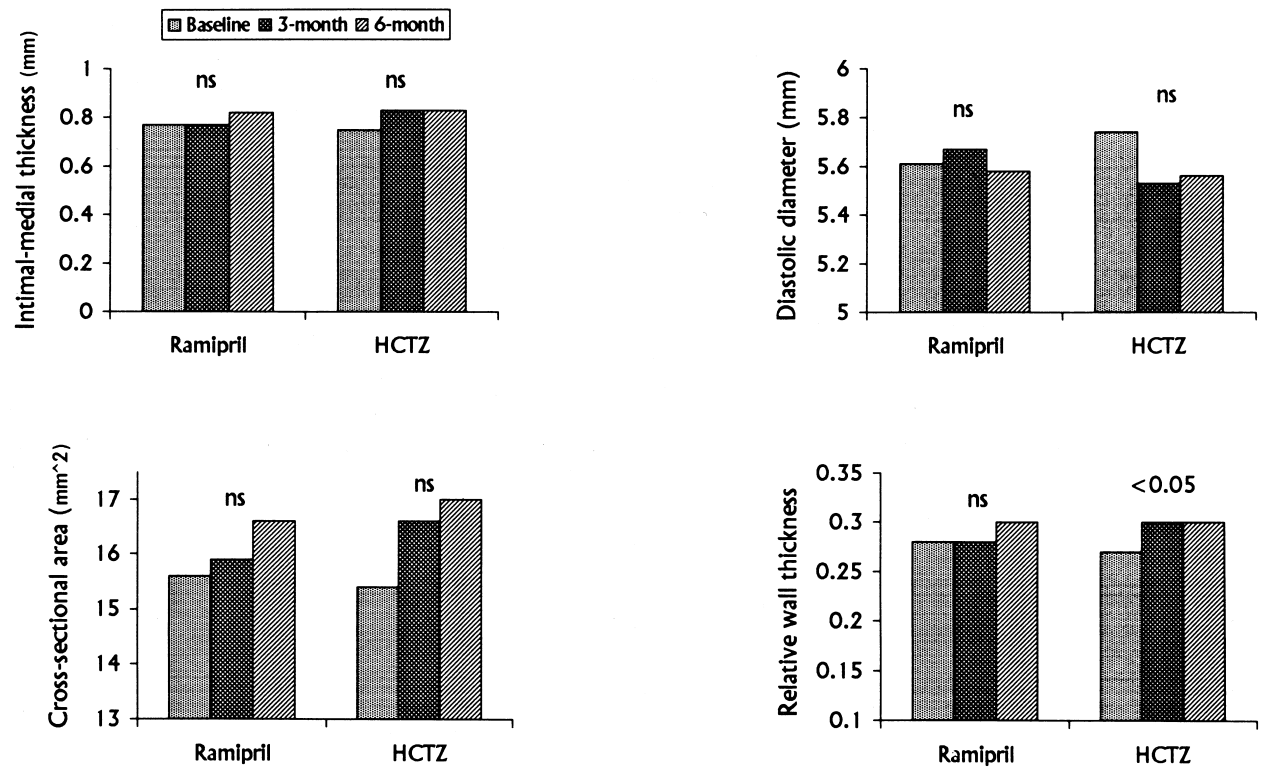 Baseline 3-month 6-month
Intimal-medial thickness (mm)
1
0.8
0.6
0.4
0.2
0
ns
ns
Ramipril
HCTZ
Diastolic diameter (mm)
6
5.8
5.6
5.4
5.2
5
ns
ns
Ramipril
HCTZ
Cross-sectional area (mm^2)
17
16
15
14
13
ns
ns
Ramipril
HCTZ
Relative wall thickness
0.35
0.3
0.25
0.2
0.15
0.1
ns
<0.05
Ramipril
HCTZ